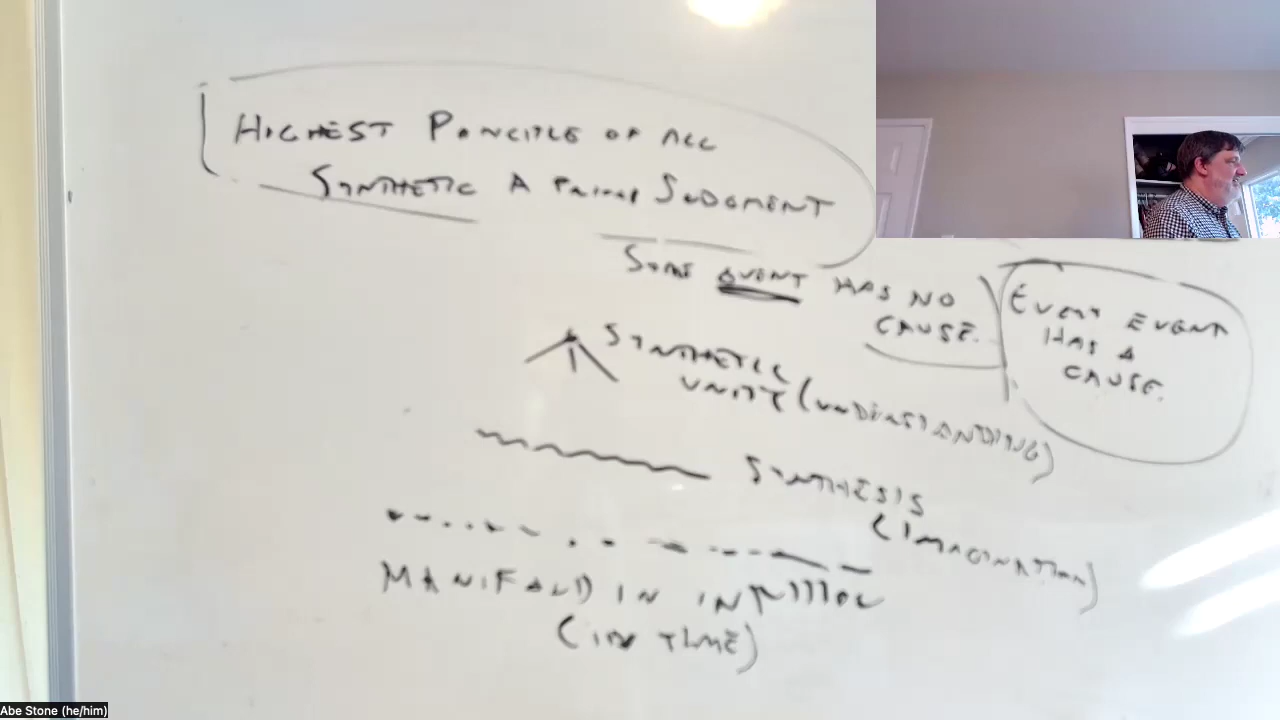 HIGHEST PRINCIPLE OF ALL
SYNTHETIC A PRIORI JUDGMENT
SOME EVENT HAS NO
CAUSE.
EVERY EVENT
HAS A
CAUSE.
SYNTHETIC
UNITY (UNDERSTANDING)
SYNTHESIS
(IMAGINATION)
MANIFOLD IN INTUITION
(IN TIME)
Abe Stone (he/him)